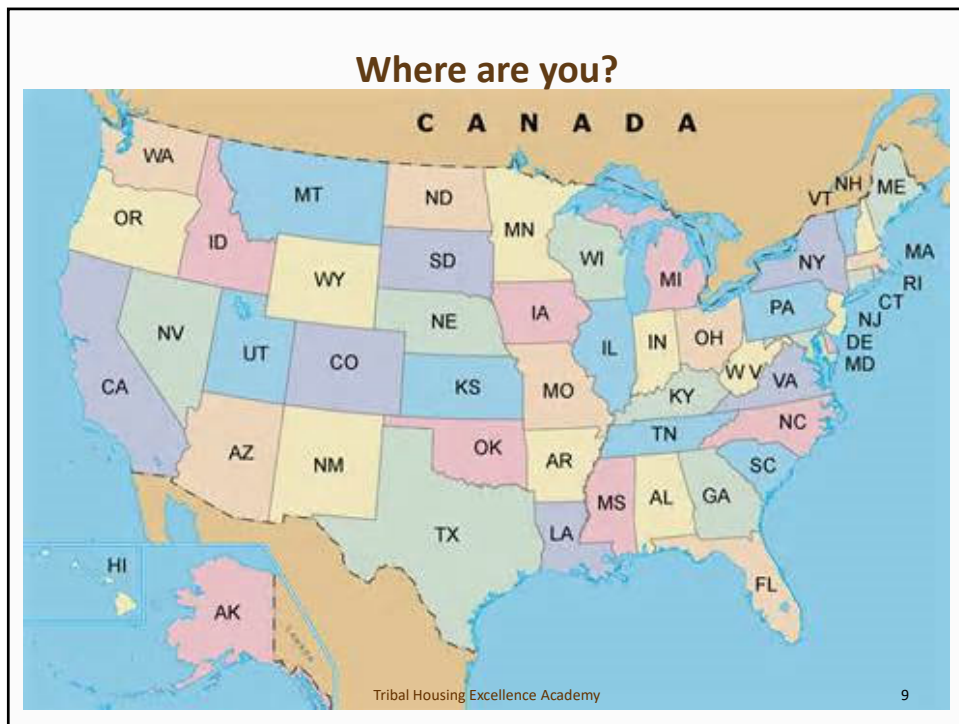 Where are you?
C A N A D A
WA
MT
ND
MN
VT
NH
ME
OR
ID
WY
SD
WI
MI
NY
MA
RI
CT
NJ
DE
MD
NV
UT
CO
NE
IA
IL
IN
OH
PA
W V
VA
CA
KS
MO
KY
NC
AZ
NM
OK
AR
TN
SC
TX
LA
MS
AL
GA
FL
HI
AK
CANADA
Tribal Housing Excellence Academy
9